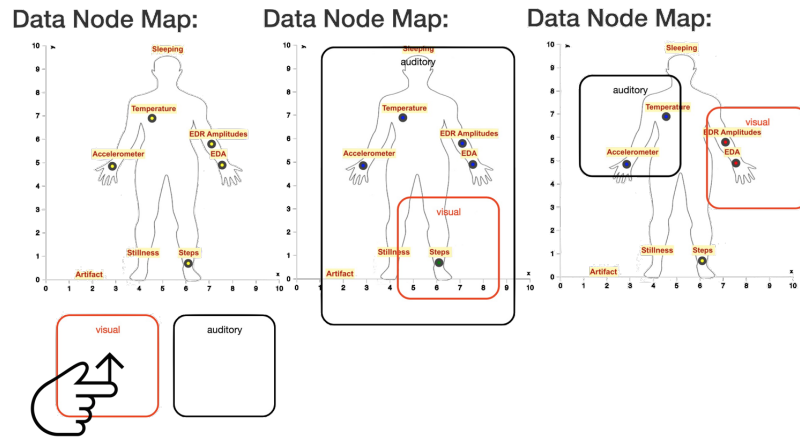 Data Node Map:
10
y
9
8
7
6
5
4
3
2
1
0
Sleeping
Temperature
EDR Amplitudes
Accelerometer
EDA
Stillness
Steps
Artifact
x
0 1 2 3 4 5 6 7 8 9 10
visual
auditory
Data Node Map:
10
y
9
8
7
6
5
4
3
2
1
0
Sleeping
auditory
Temperature
EDR Amplitudes
Accelerometer
EDA
visual
Stillness
Steps
Artifact
x
0 1 2 3 4 5 6 7 8 9 10
Data Node Map:
10
y
9
8
7
6
5
4
3
2
1
0
Sleeping
auditory
Temperature
visual
EDR Amplitudes
Accelerometer
EDA
Stillness
Steps
Artifact
x
0 1 2 3 4 5 6 7 8 9 10